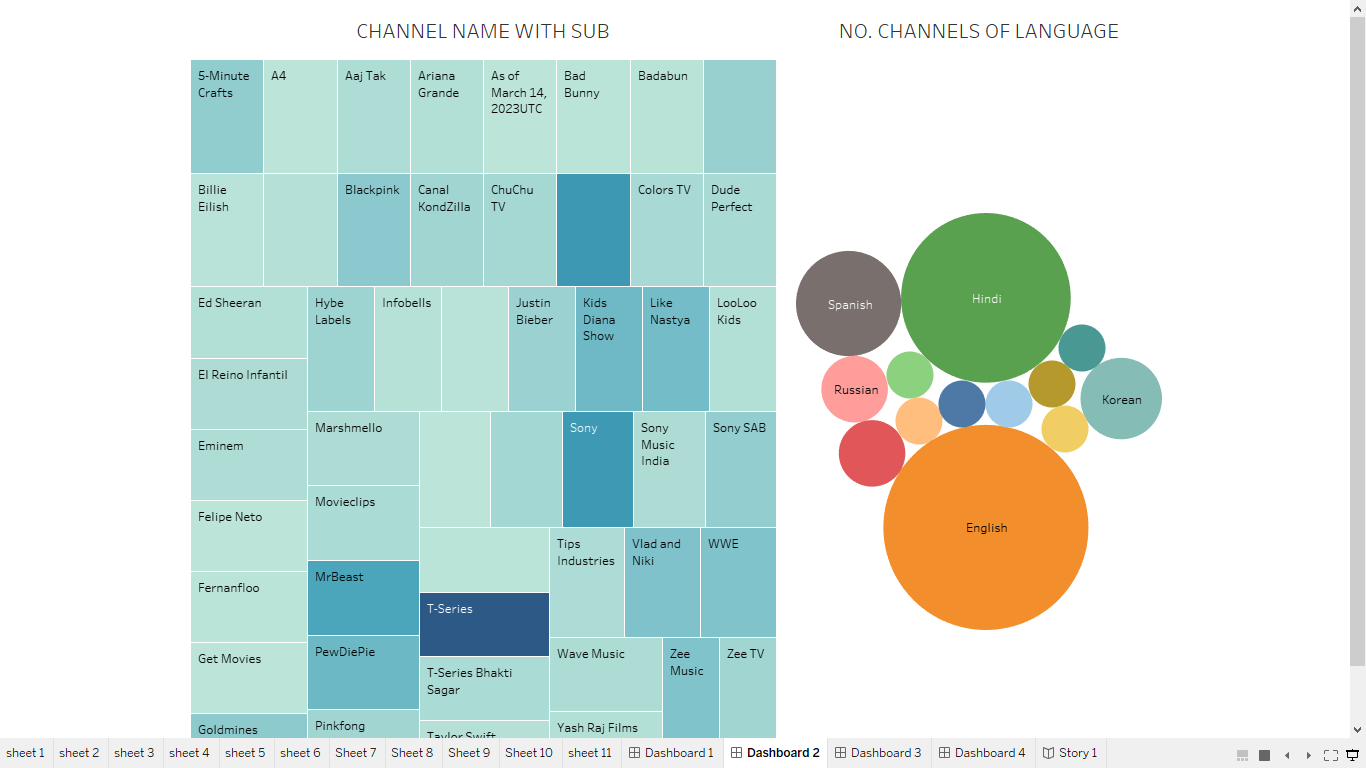 CHANNEL NAME WITH SUB
NO. CHANNELS OF LANGUAGE
5-Minute
Crafts
A4
Aaj Tak
Ariana
Grande
As of
March 14,
2023UTC
Bad
Bunny
Badabun
Billie
Eilish
Blackpink
Canal
KondZilla
ChuChu
TV
Colors TV
Dude
Perfect
Ed Sheeran
Hybe
Labels
Infobells
Justin
Bieber
Kids
Diana
Show
Like
Nastya
LooLoo
Kids
El Reino Infantil
Eminem
Felipe Neto
Fernanfloo
Get Movies
Goldmines
Marshmello
Movieclips
MrBeast
PewDiePie
Pinkfong
Sony
Sony
Music
India
Sony SAB
T-Series
T-Series Bhakti
Sagar
Taylor Swift
Tips
Industries
Vlad and
Niki
WWE
Wave Music
Yash Raj Films
Zee
Music
Zee TV
Spanish
Hindi
Russian
Korean
English
sheet 1
sheet 2
sheet 3
sheet 4
sheet 5
sheet 6
Sheet 7
Sheet 8
Sheet 9
Sheet 10
sheet 11
Dashboard 1
Dashboard 2
Dashboard 3
Dashboard 4
Story 1